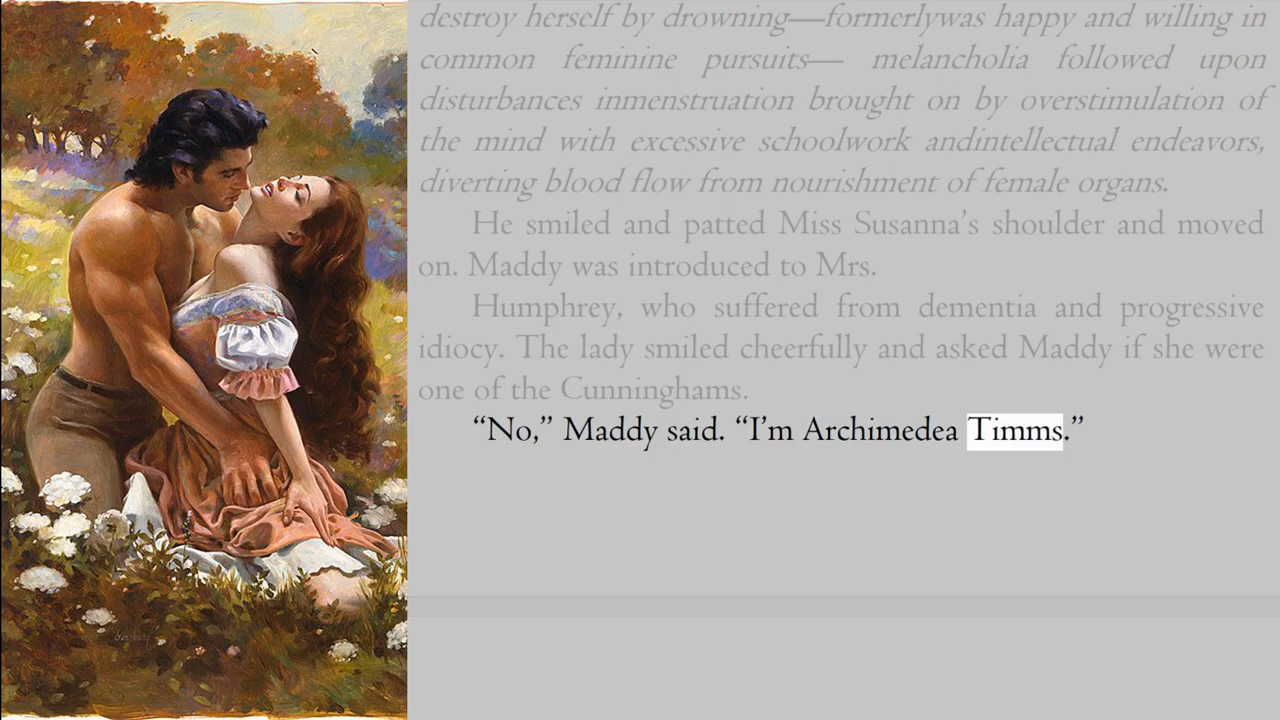 destroy herself by drowning—formerlywas happy and willing in
common feminine pursuits— melancholia followed upon
disturbances inmenstruation brought on by overstimulation of
the mind with excessive schoolwork andintellectual endeavors,
diverting blood flow from nourishment of female organs.
He smiled and patted Miss Susanna’s shoulder and moved
on. Maddy was introduced to Mrs.
Humphrey, who suffered from dementia and progressive
idiocy. The lady smiled cheerfully and asked Maddy if she were
one of the Cunninghams.
“No,” Maddy said. “I’m Archimedea Timms.”